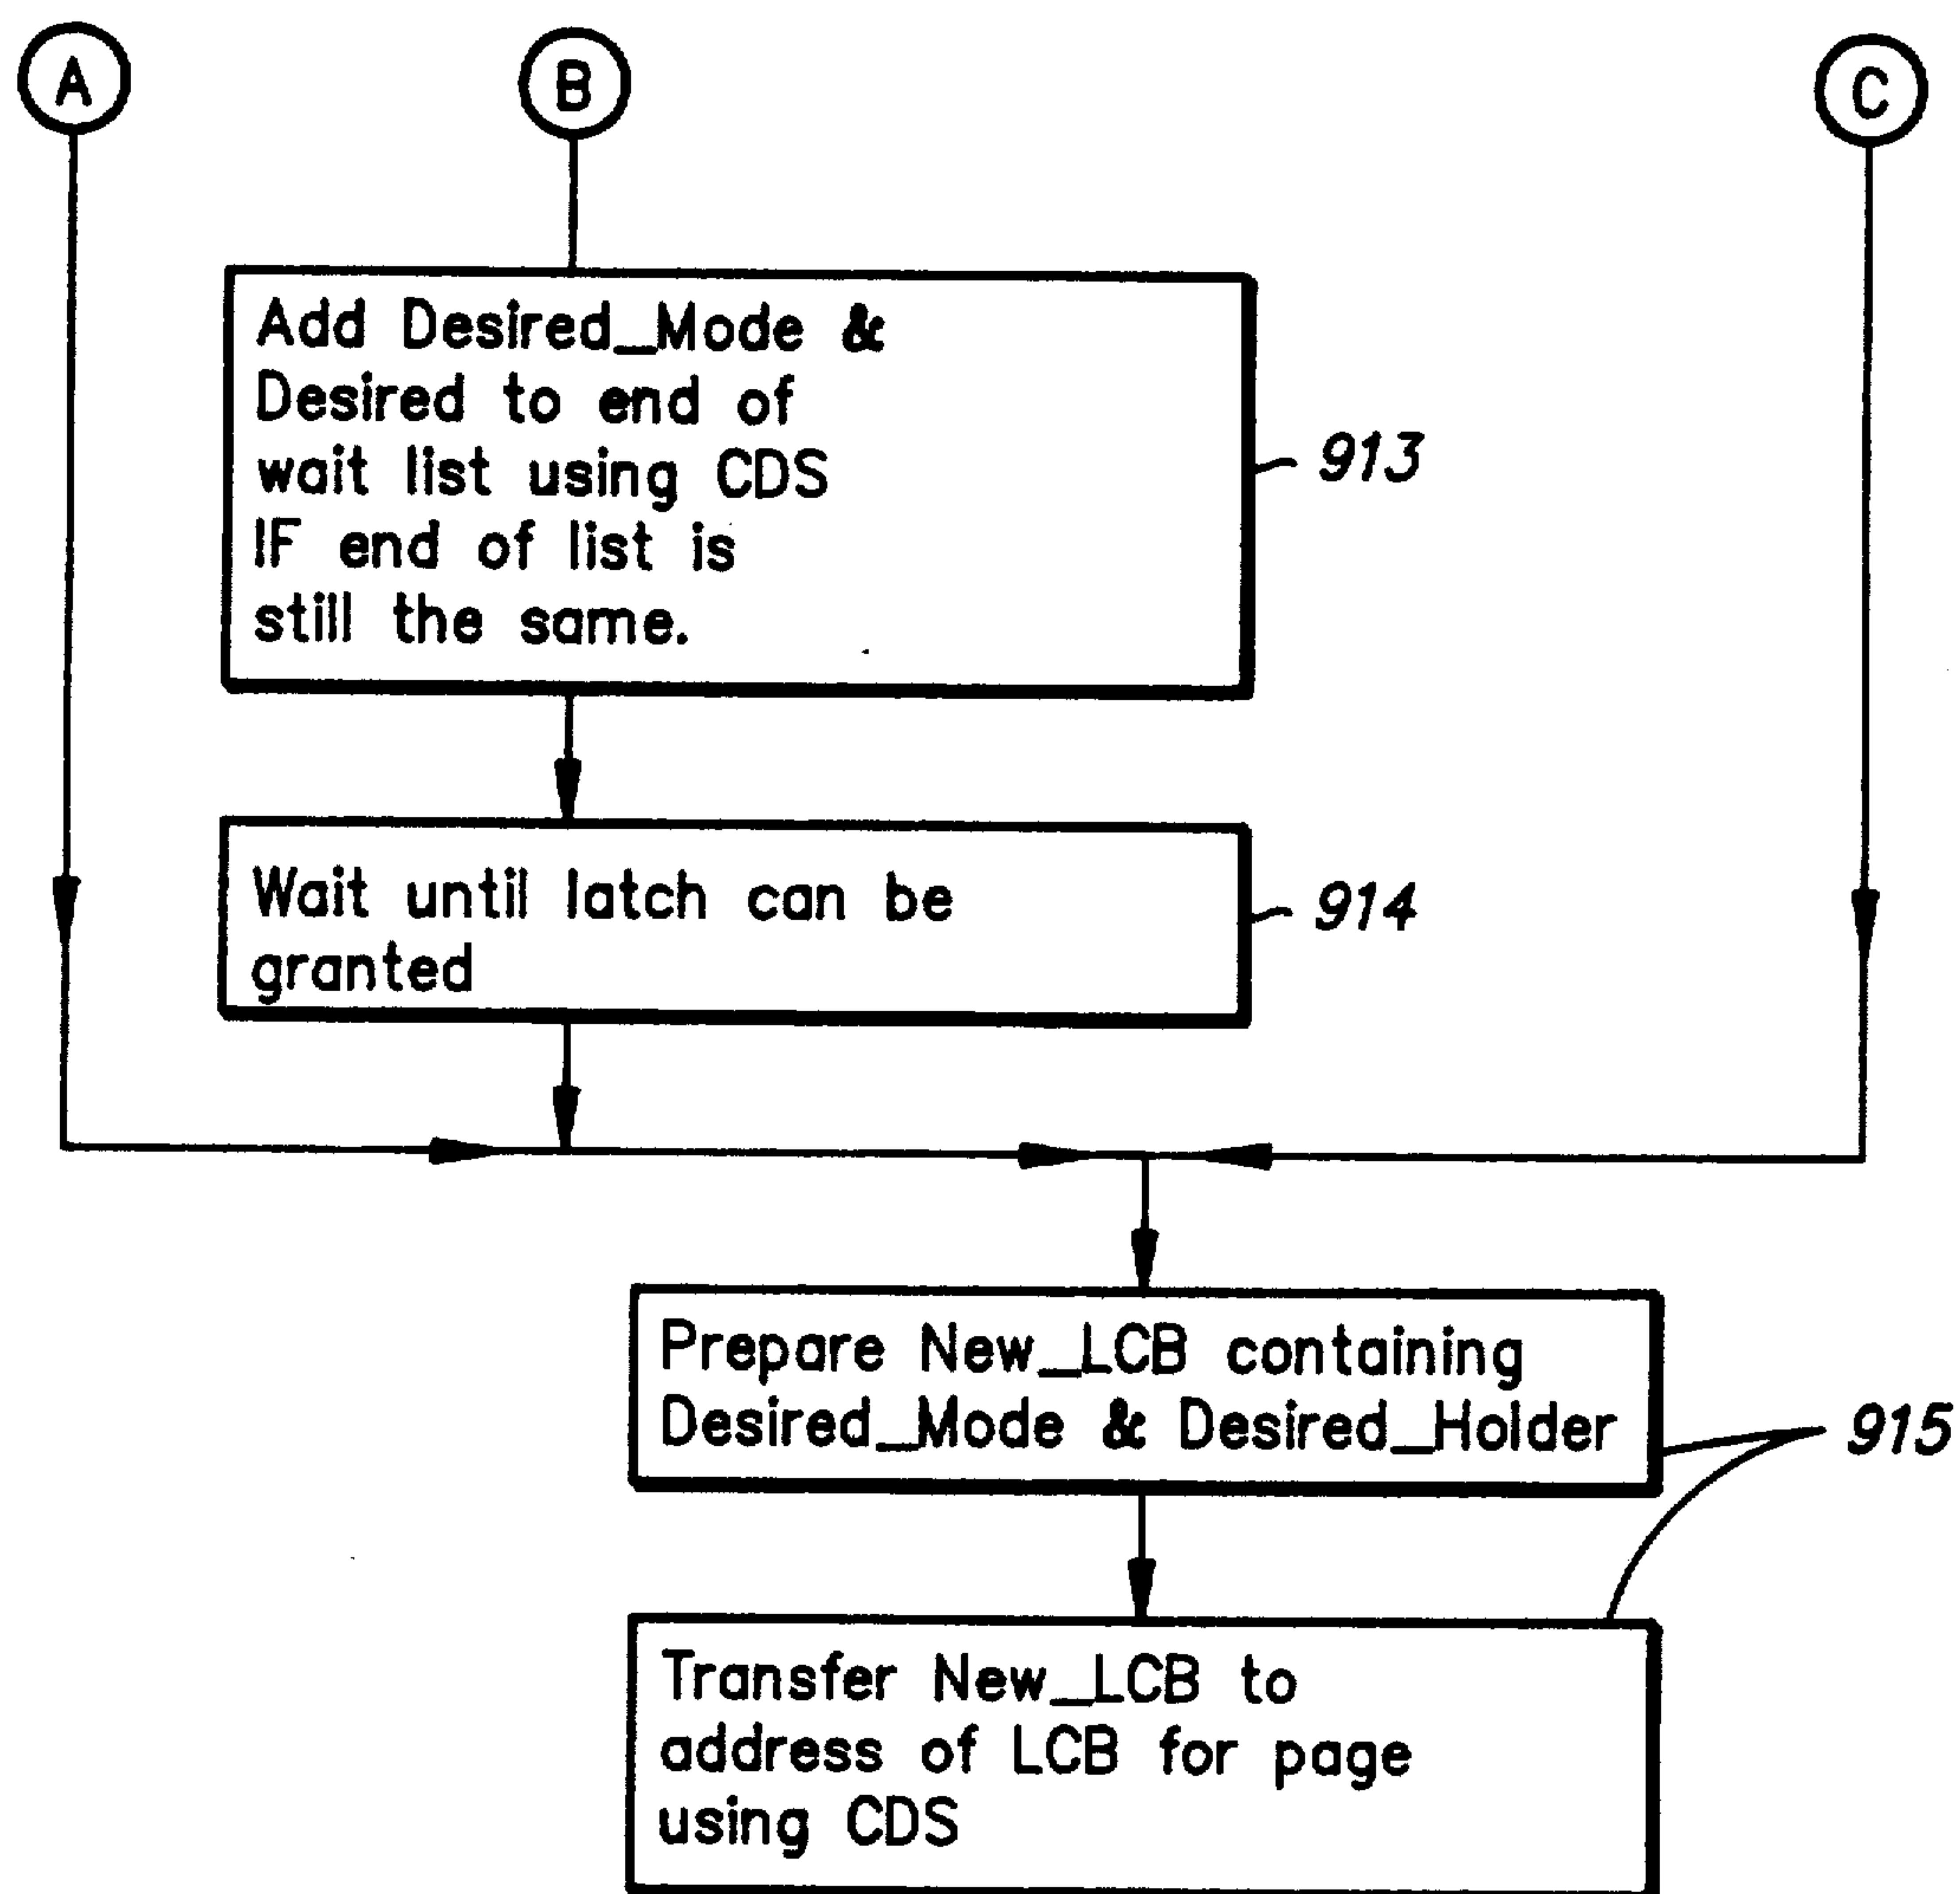 A
B
C
Add Desired_Mode &
Desired to end of
wait list using CDS
IF end of list is
still the same.
913
Wait until latch can be
granted
914
Prepare New_LCB containing
Desired_Mode & Desired_Holder
915
Transfer New_LCB to
address of LCB for page
using CDS